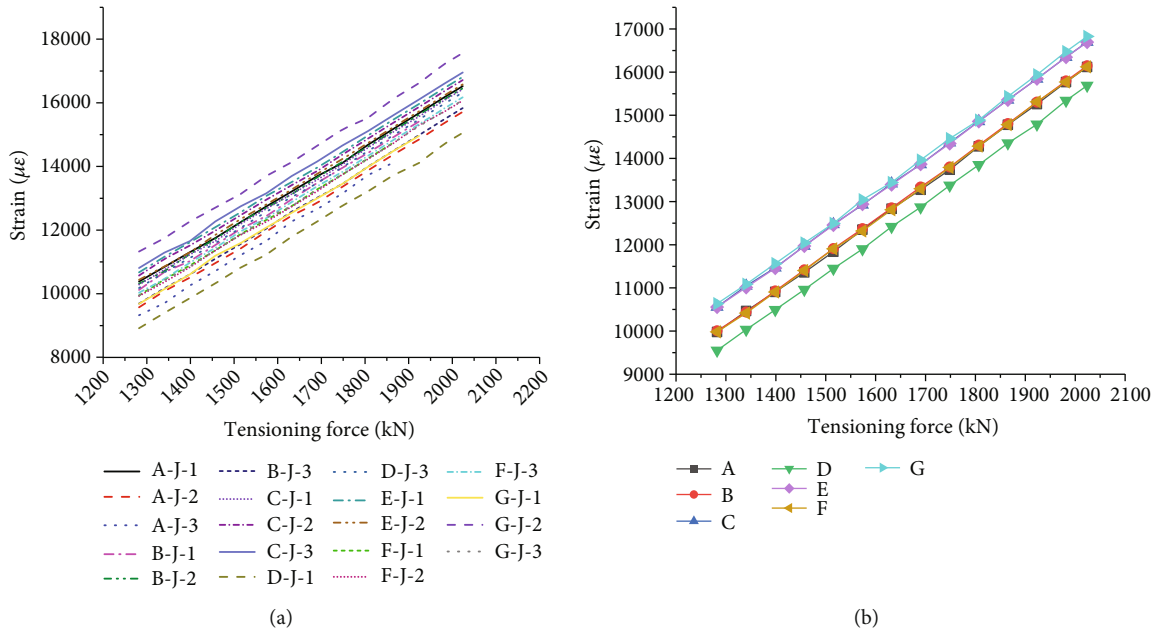 18000
16000
14000
12000
10000
8000
Strain (με)
1200
1300
1400
1500
1600
1700
1800
1900
2000
2100
2200
Tensioning force (kN)
A-J-1
A-J-2
A-J-3
B-J-1
B-J-2
B-J-3
C-J-1
C-J-2
C-J-3
D-J-1
D-J-3
E-J-1
E-J-2
F-J-1
F-J-2
F-J-3
G-J-1
G-J-2
G-J-3
(a)
17000
16000
15000
14000
13000
12000
11000
10000
9000
Strain (με)
1200 1300 1400 1500 1600 1700 1800 1900 2000 2100
Tensioning force (kN)
A
B
C
D
E
F
G
(b)